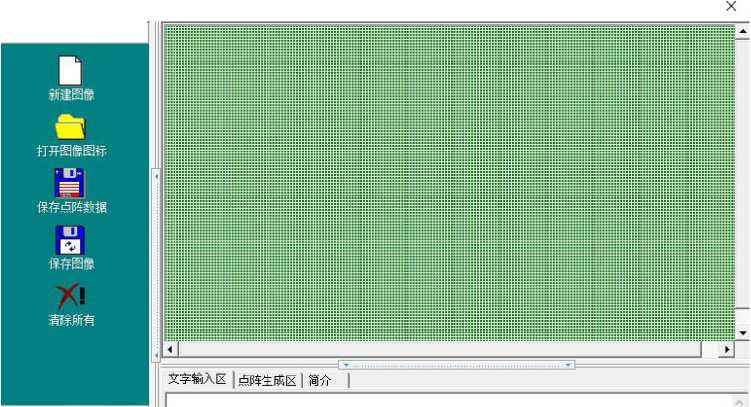 新建图像
打开图像图标
保存点阵数据
保存图像
清除所有
文字输入区 点阵生成区 简介